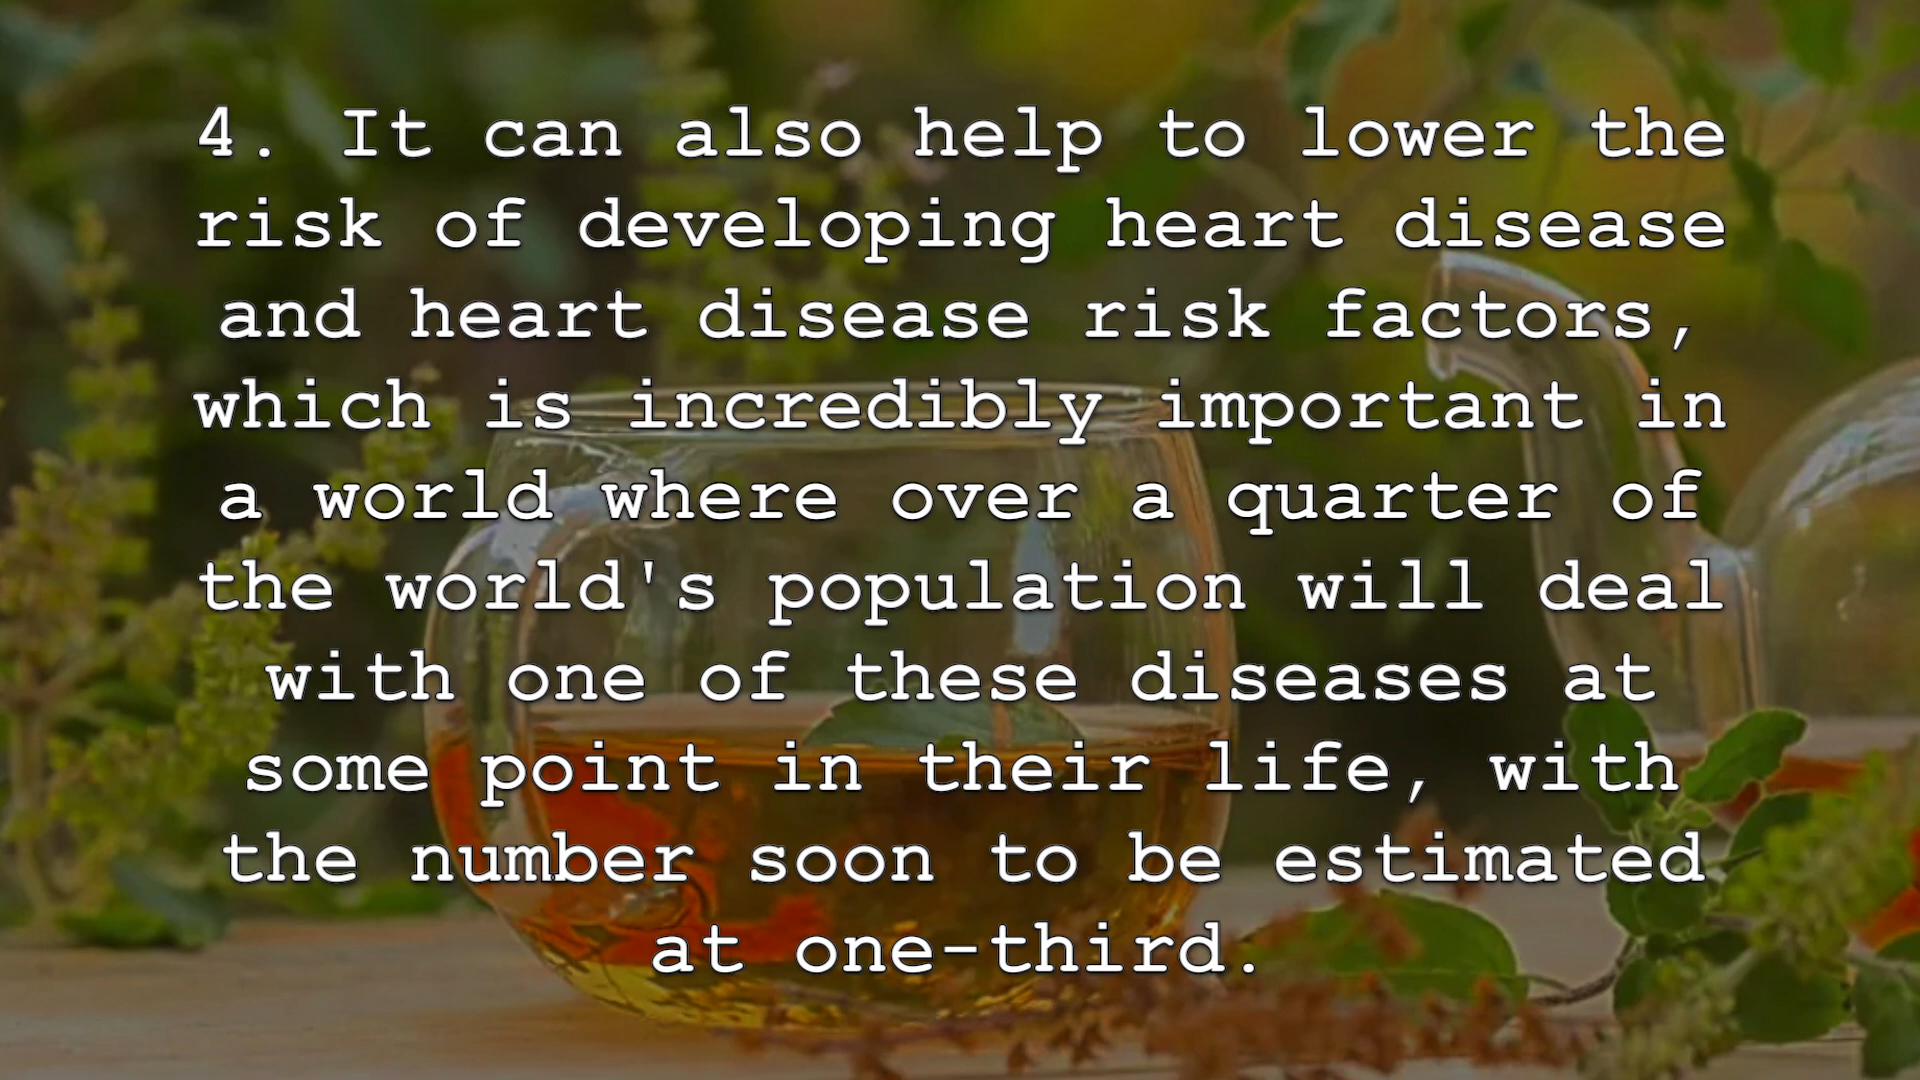 4. It can also help to lower the
risk of developing heart disease
and heart disease risk factors,
which is incredibly important in
a world where over a quarter of
the world's population will deal
with one of these diseases at
some point in their life, with
the number soon to be estimated
at one-third.